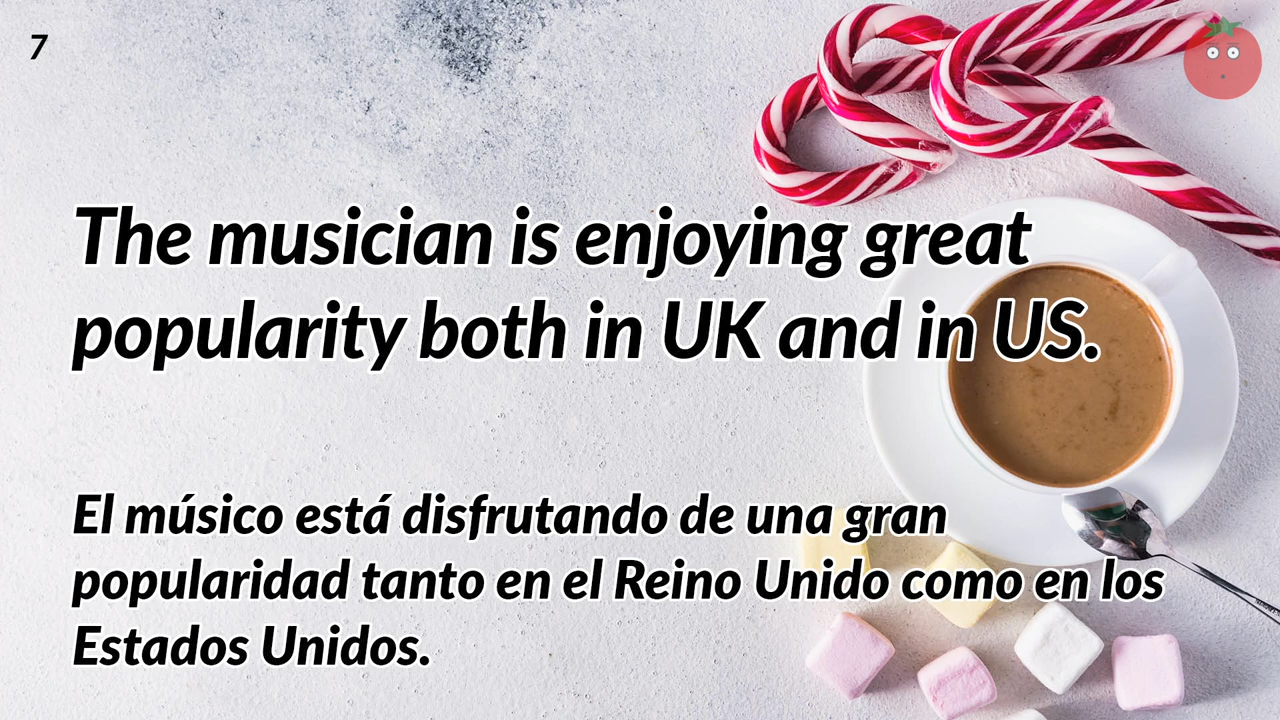 7
The musician is enjoying great
popularity both in UK and in US.
El músico está disfrutando de una gran
popularidad tanto en el Reino Unido como en los
Estados Unidos.